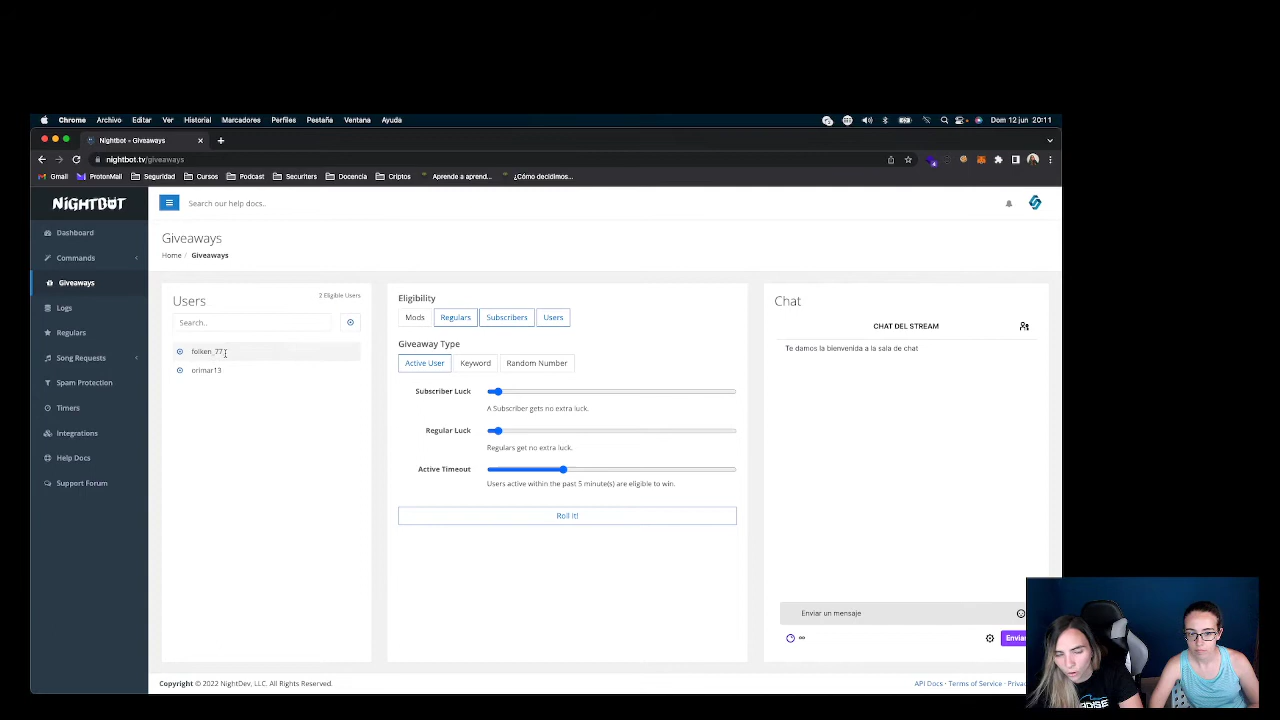 Chrome Archivo Editar Ver Historial Marcadores Perfiles Pestaña Ventana Ayuda Dom 12 jun 20:11
Nightbot - Giveaways
nightbot.tv/giveaways
Gmail ProtonMail Seguridad Cursos Podcast Securiters Docencia Criptos Aprende a aprend... ¿Cómo decidimos...
NIGHTBOT
Search our help docs..
Dashboard
Commands
Giveaways
Logs
Regulars
Song Requests
Spam Protection
Timers
Integrations
Help Docs
Support Forum
Giveaways
Home / Giveaways
Users
2 Eligible Users
Search..
folken_77
orimar13
Eligibility
Mods Regulars Subscribers Users
Giveaway Type
Active User Keyword Random Number
Subscriber Luck
A Subscriber gets no extra luck.
Regular Luck
Regulars get no extra luck.
Active Timeout
Users active within the past 5 minute(s) are eligible to win.
Roll It!
Chat
CHAT DEL STREAM
Te damos la bienvenida a la sala de chat
Enviar un mensaje
∞
Enviar
Copyright © 2022 NightDev, LLC. All Rights Reserved.
API Docs - Terms of Service - Privac